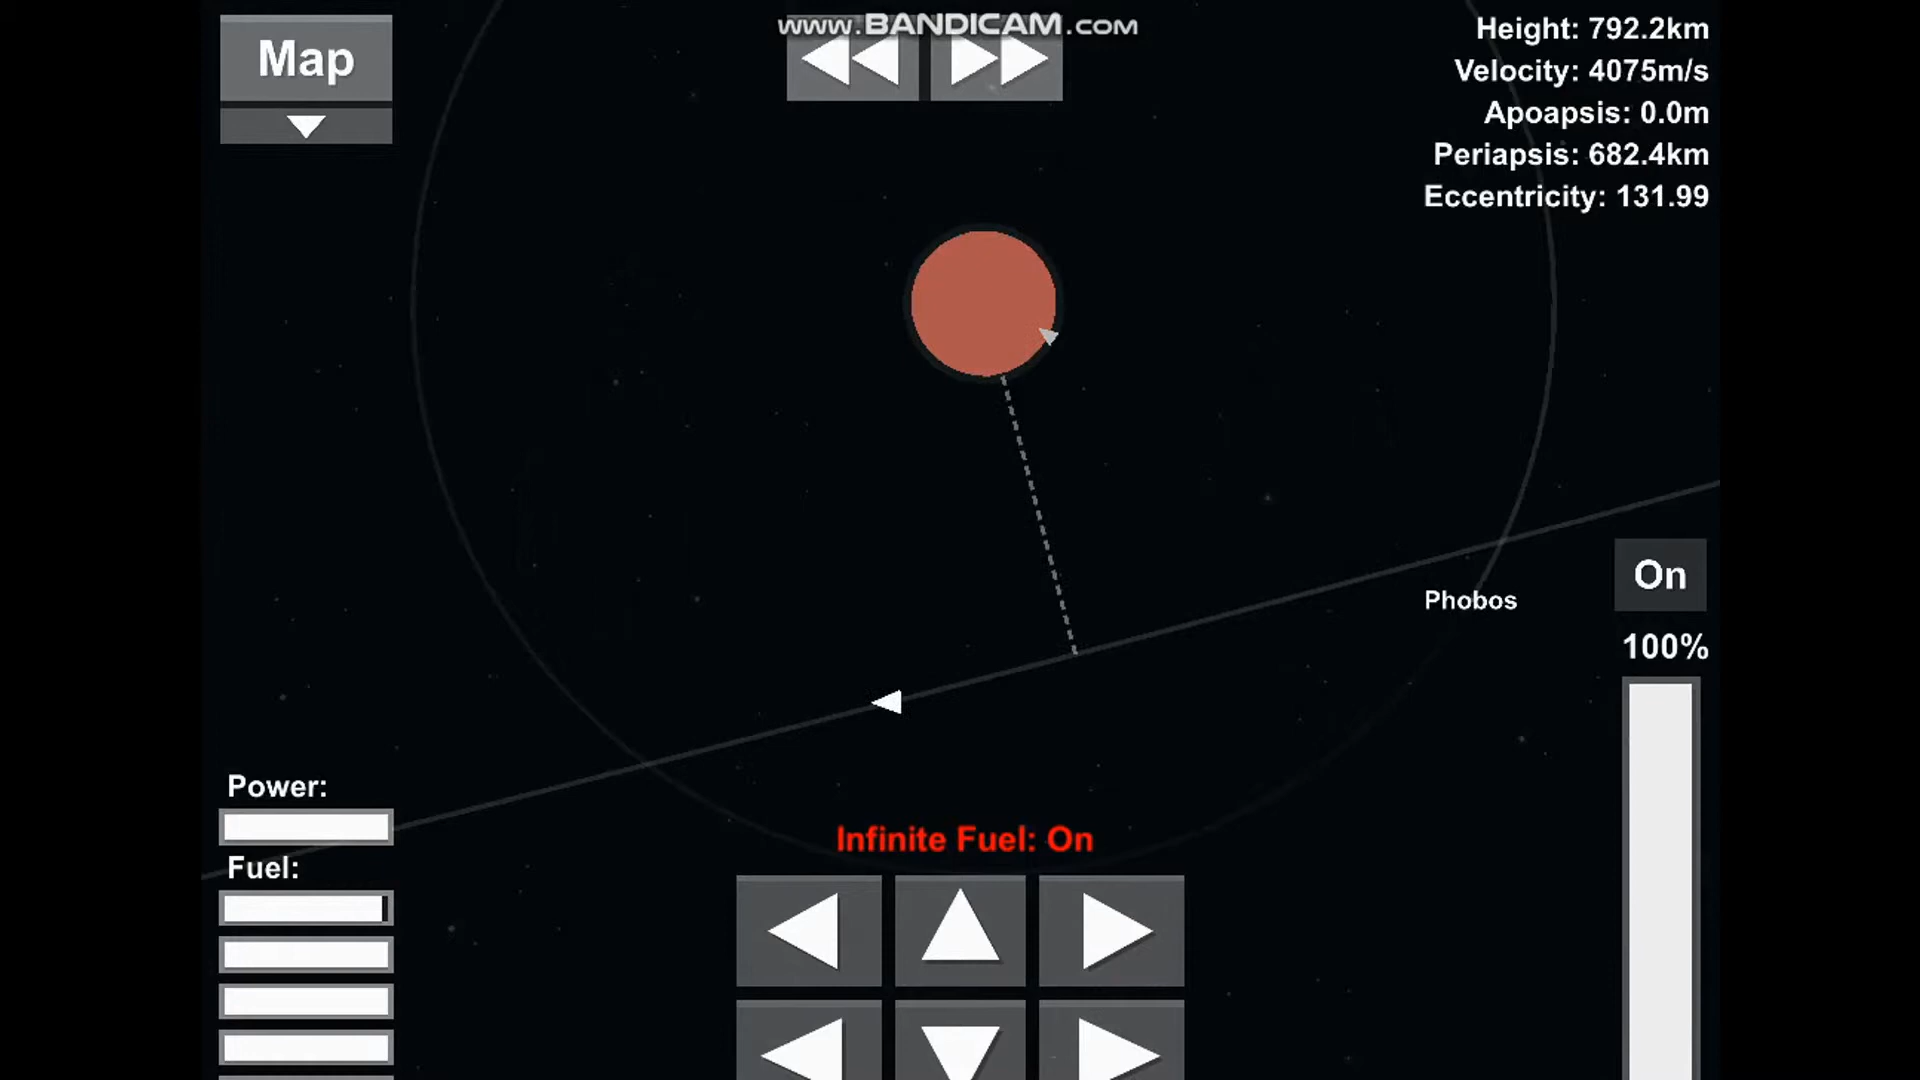 www.BANDICAM.com
Map
Height: 792.2km
Velocity: 4075m/s
Apoapsis: 0.0m
Periapsis: 682.4km
Eccentricity: 131.99
On
Phobos
100%
Power:
Infinite Fuel: On
Fuel: